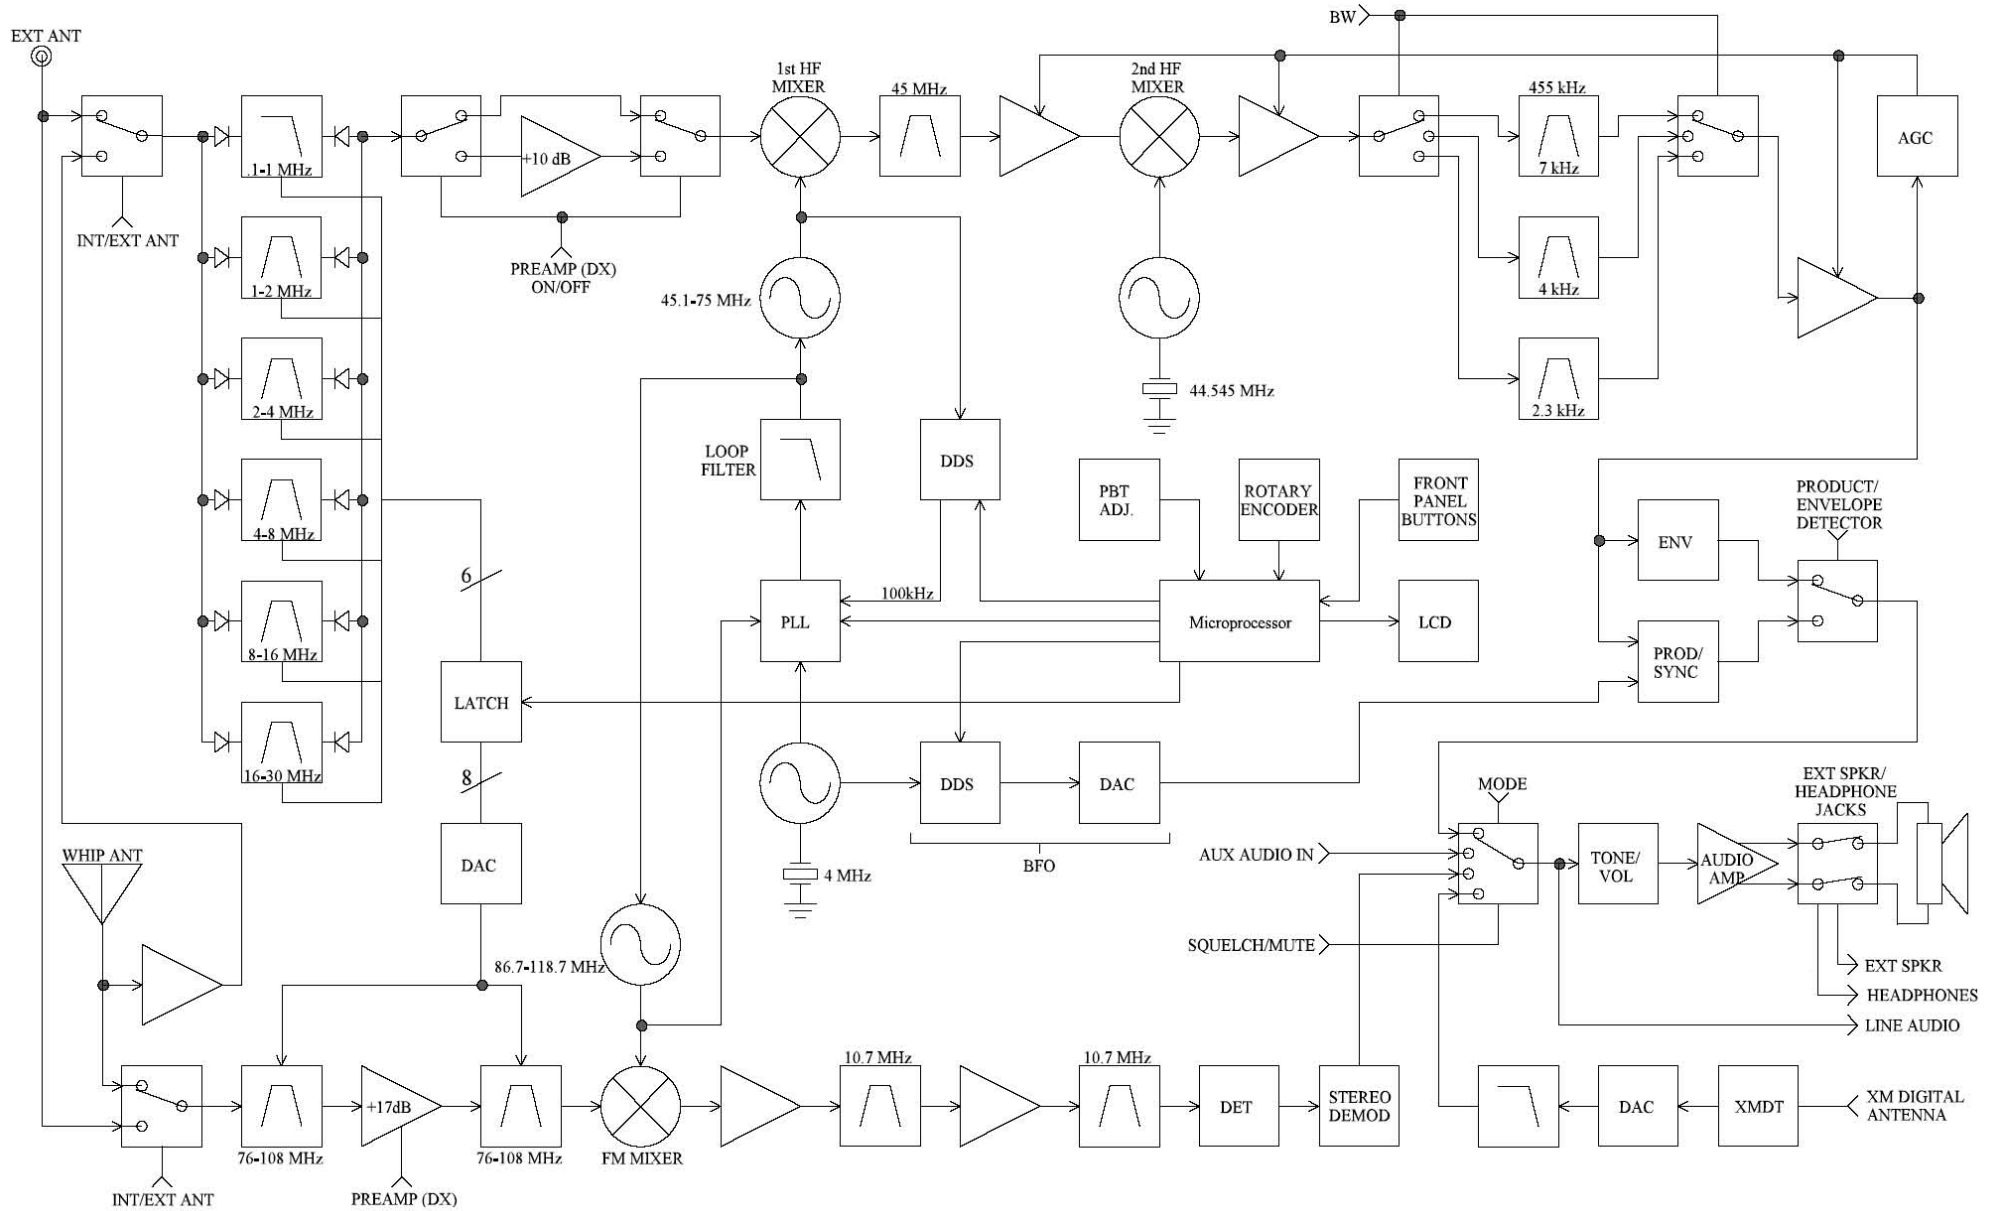 EXT ANT
BW
1st HF
MIXER
45 MHz
2nd HF
MIXER
455 kHz
.1-1 MHz
+10 dB
7 kHz
AGC
INT/EXT ANT
PREAMP (DX)
ON/OFF
1-2 MHz
45.1-75 MHz
44.545 MHz
4 kHz
2-4 MHz
2.3 kHz
LOOP
FILTER
DDS
PBT
ADJ.
ROTARY
ENCODER
FRONT
PANEL
BUTTONS
PRODUCT/
ENVELOPE
DETECTOR
4-8 MHz
ENV
6
100kHz
PLL
Microprocessor
LCD
8-16 MHz
PROD/
SYNC
LATCH
16-30 MHz
8
DDS
DAC
MODE
EXT SPKR/
HEADPHONE
JACKS
BFO
4 MHz
WHIP ANT
DAC
AUX AUDIO IN
TONE/
VOL
AUDIO
AMP
SQUELCH/MUTE
86.7-118.7 MHz
EXT SPKR
HEADPHONES
LINE AUDIO
10.7 MHz
10.7 MHz
+17dB
DET
STEREO
DEMOD
DAC
XMDT
XM DIGITAL
ANTENNA
76-108 MHz
76-108 MHz
FM MIXER
INT/EXT ANT
PREAMP (DX)